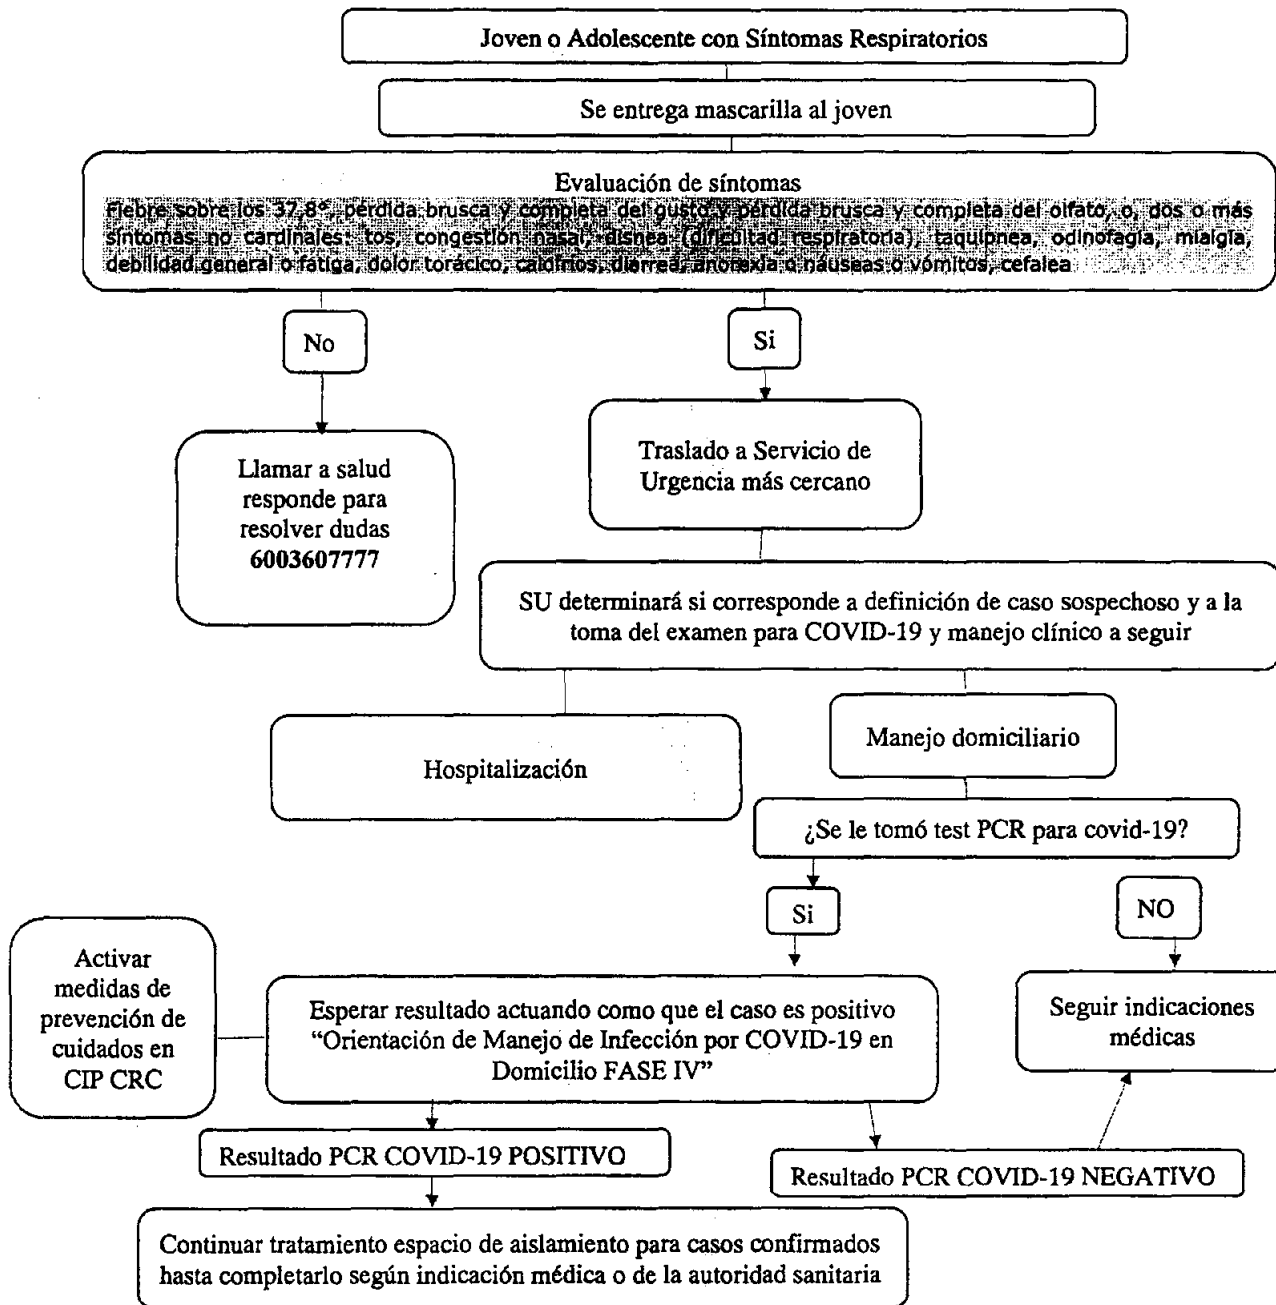 Joven o Adolescente con Síntomas Respiratorios
Se entrega mascarilla al joven
Evaluación de síntomas
Fiebre sobre los 37,8°, pérdida brusca y completa del gusto y pérdida brusca y completa del olfato, o, dos o más
síntomas no cardinales: tos, congestión nasal, disnea (dificultad respiratoria), taquipnea, odinofagia, mialgia,
debilidad general o fatiga, dolor torácico, calofríos, diarrea, anorexia o náuseas o vómitos, cefalea
No
Si
Llamar a salud
responde para
resolver dudas
6003607777
Traslado a Servicio de
Urgencia más cercano
SU determinará si corresponde a definición de caso sospechoso y a la
toma del examen para COVID-19 y manejo clínico a seguir
Hospitalización
Manejo domiciliario
¿Se le tomó test PCR para covid-19?
Si
NO
Activar
medidas de
prevención de
cuidados en
CIP CRC
Esperar resultado actuando como que el caso es positivo
“Orientación de Manejo de Infección por COVID-19 en
Domicilio FASE IV”
Seguir indicaciones
médicas
Resultado PCR COVID-19 POSITIVO
Resultado PCR COVID-19 NEGATIVO
Continuar tratamiento espacio de aislamiento para casos confirmados
hasta completarlo según indicación médica o de la autoridad sanitaria